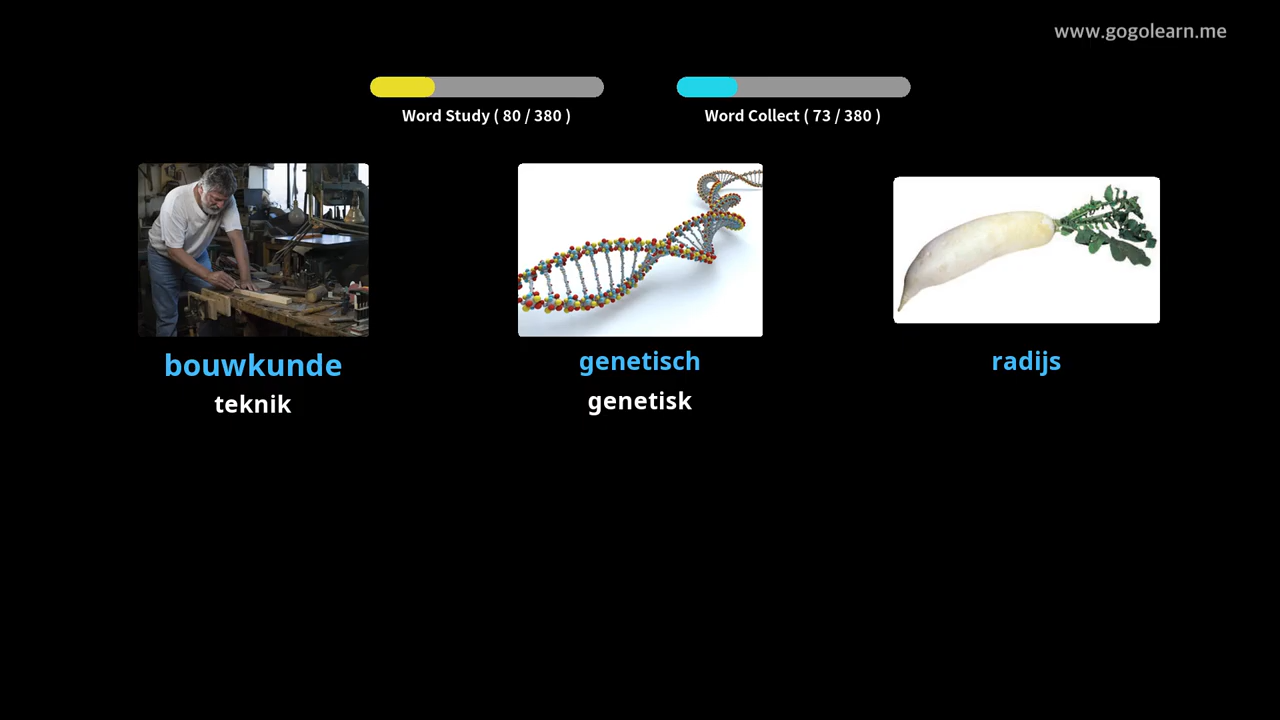 www.gogolearn.me
Word Study ( 80 / 380 )
Word Collect ( 73 / 380 )
bouwkunde
teknik
genetisch
genetisk
radijs